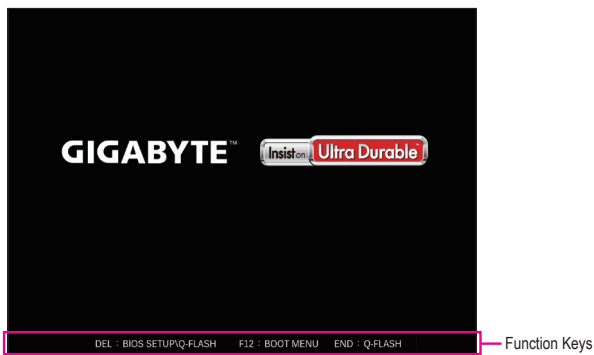 GIGABYTE™
Insist on Ultra Durable™
DEL : BIOS SETUP\Q-FLASH F12 : BOOT MENU END : Q-FLASH
Function Keys